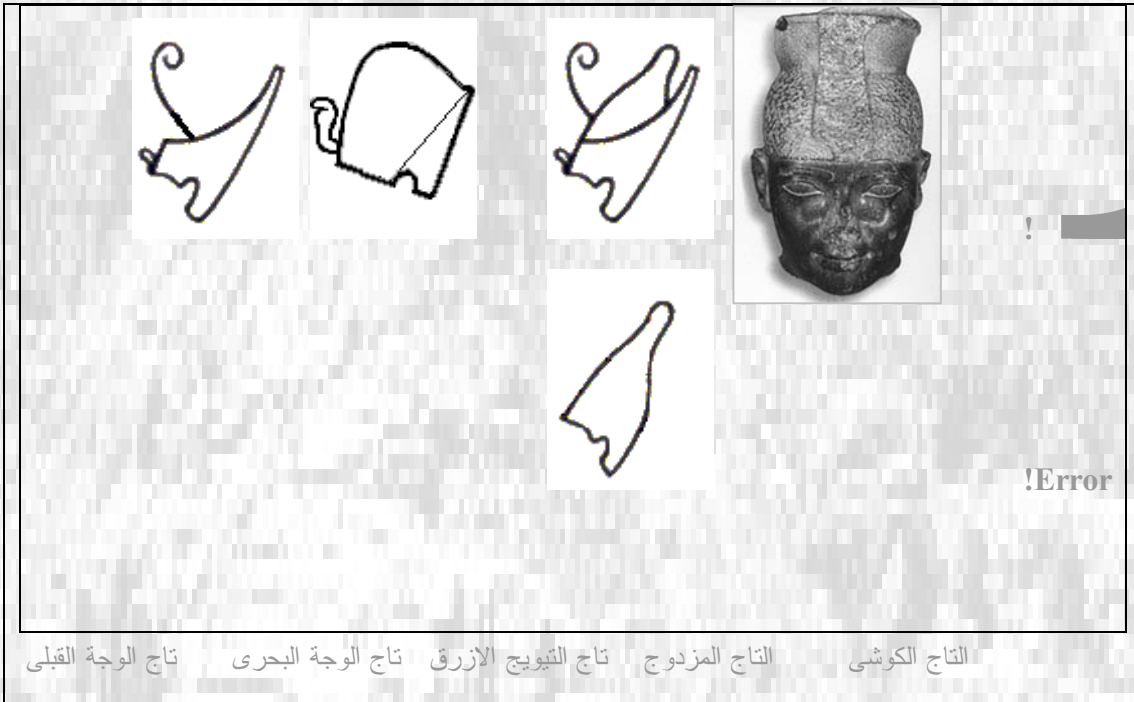 !
!Error
التاج الكوشى التاج المزدوج تاج التيويج الازرق تاج الوجة البحرى تاج الوجة القبلى